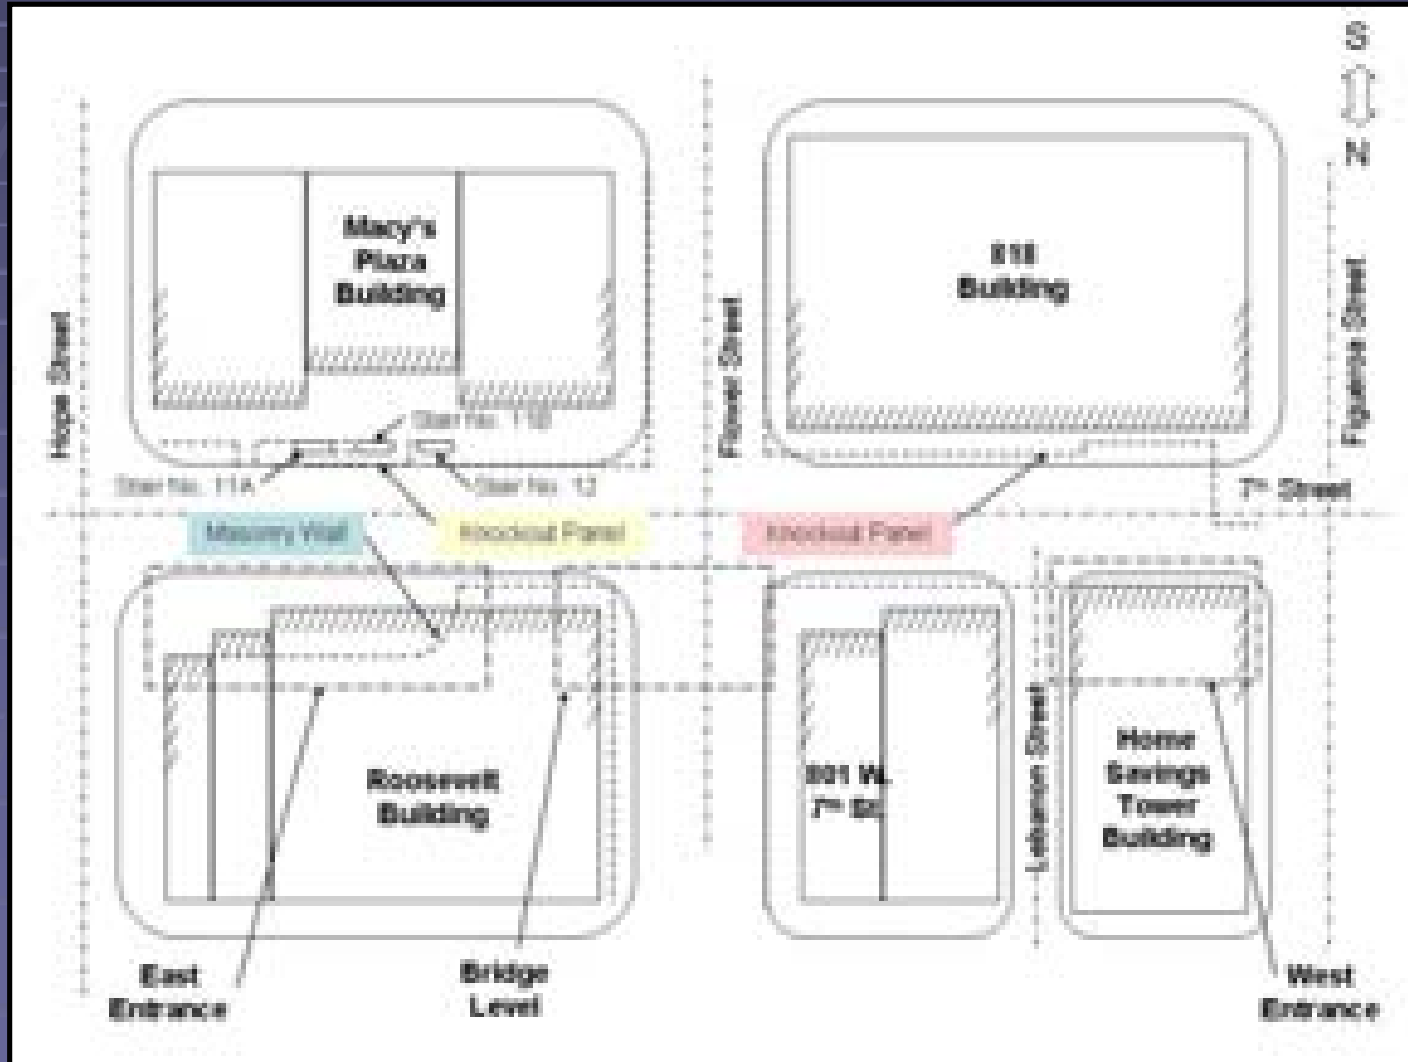 S
N
Macy's
Plaza
Building
818
Building
Hope Street
Flower Street
Figueroa Street
Stair No. 11B
Stair No. 11A
Stair No. 12
7th Street
Masonry Wall
Knockout Panel
Knockout Panel
Roosevelt
Building
801 W.
7th St.
Lebanon Street
Home
Savings
Tower
Building
East
Entrance
Bridge
Level
West
Entrance